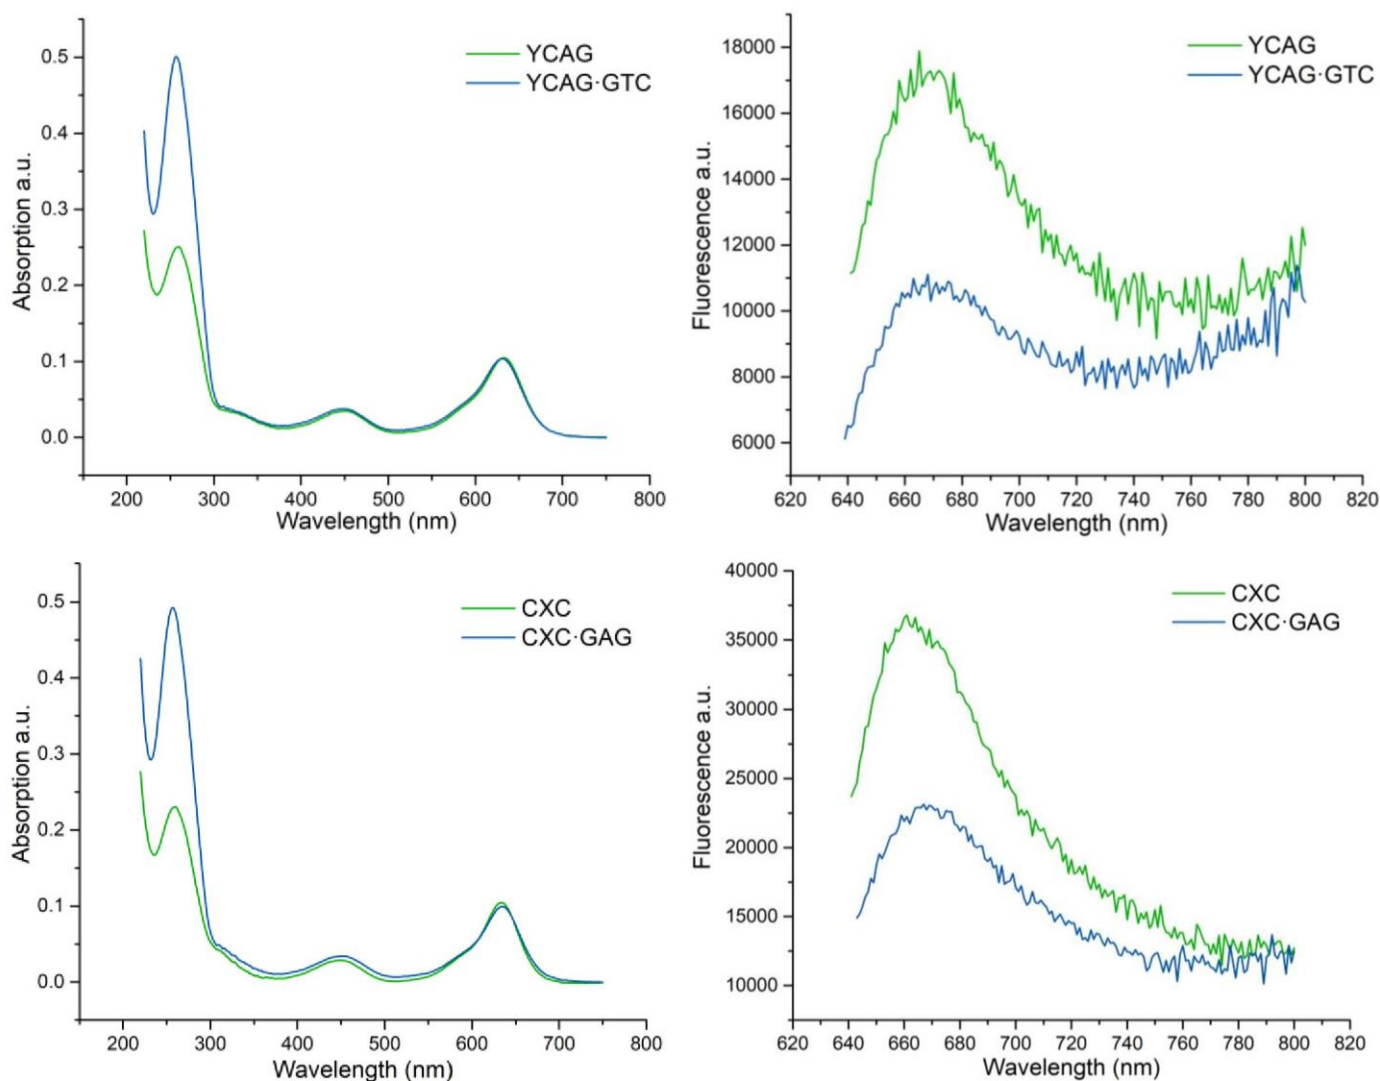 YCAG
YCAG·GTC
0.5
0.4
0.3
0.2
0.1
0.0
Absorption a.u.
200 300 400 500 600 700 800
Wavelength (nm)
YCAG
YCAG·GTC
18000
16000
14000
12000
10000
8000
6000
Fluorescence a.u.
620 640 660 680 700 720 740 760 780 800 820
Wavelength (nm)
CXC
CXC·GAG
0.5
0.4
0.3
0.2
0.1
0.0
Absorption a.u.
200 300 400 500 600 700 800
Wavelength (nm)
CXC
CXC·GAG
40000
35000
30000
25000
20000
15000
10000
Fluorescence a.u.
620 640 660 680 700 720 740 760 780 800 820
Wavelength (nm)